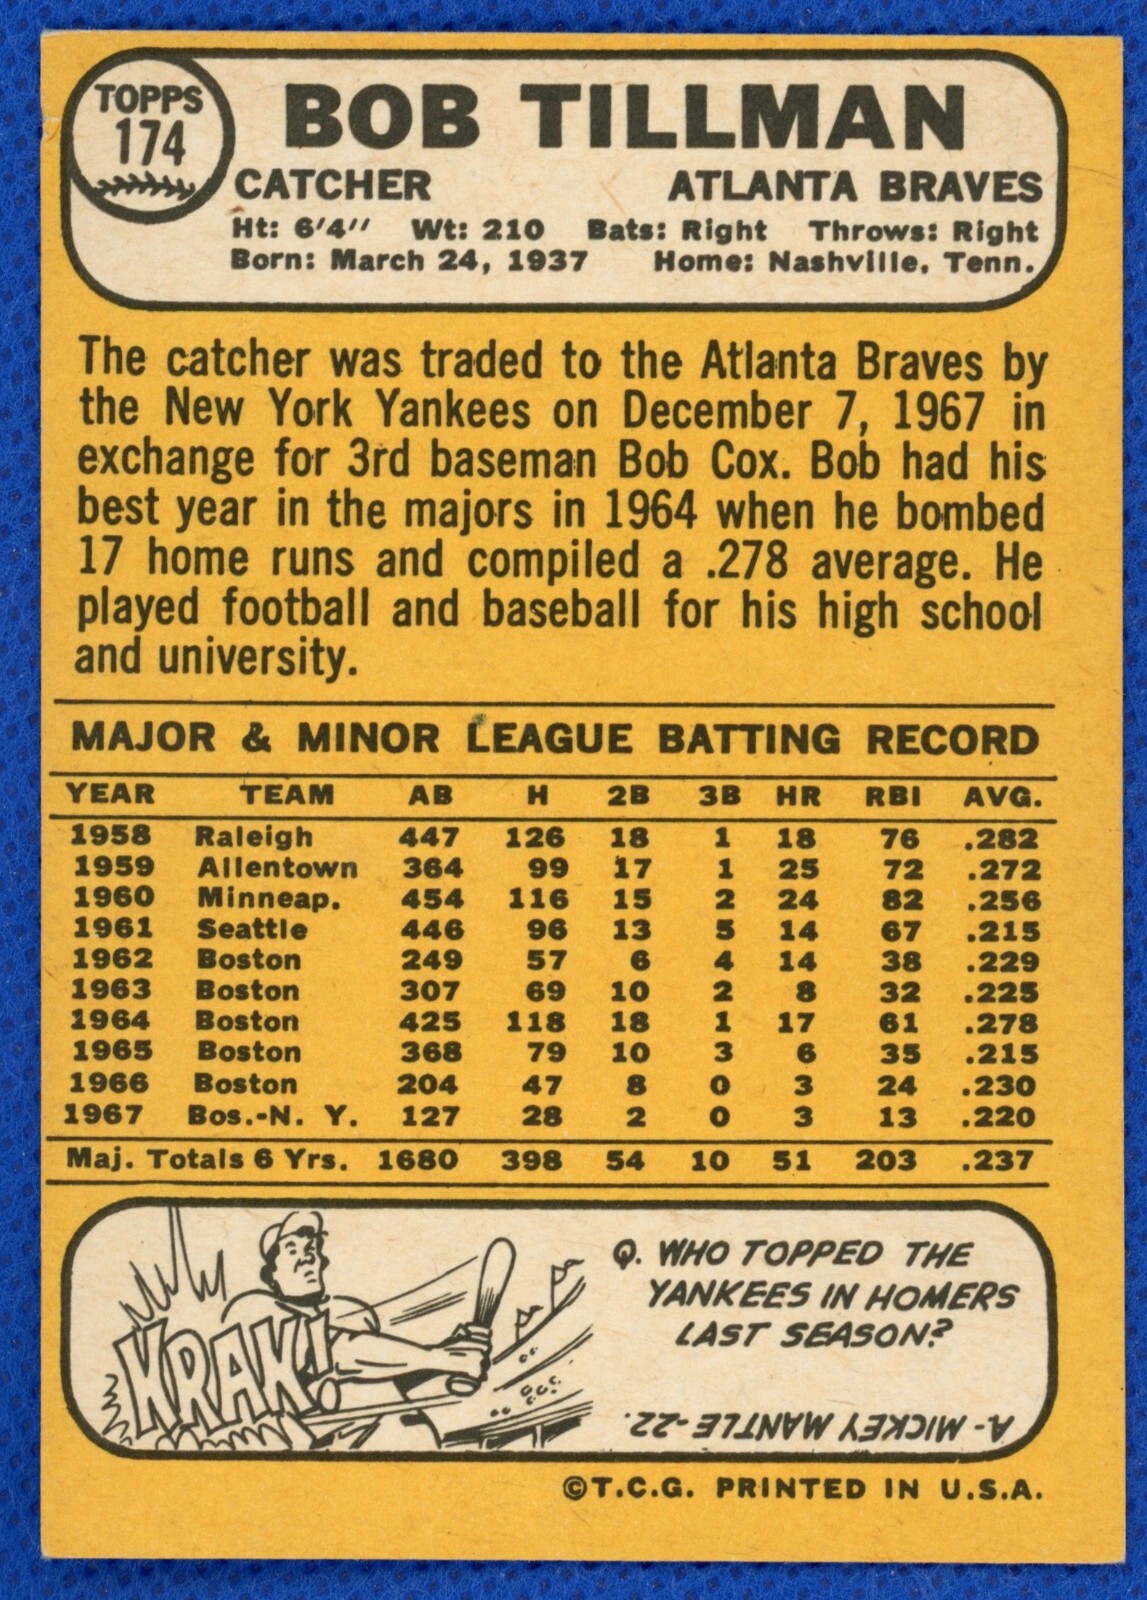 TOPPS
174
BOB TILLMAN
CATCHER ATLANTA BRAVES
Ht: 6'4" Wt: 210 Bats: Right Throws: Right
Born: March 24, 1937 Home: Nashville, Tenn.
The catcher was traded to the Atlanta Braves by
the New York Yankees on December 7, 1967 in
exchange for 3rd baseman Bob Cox. Bob had his
best year in the majors in 1964 when he bombed
17 home runs and compiled a .278 average. He
played football and baseball for his high school
and university.
MAJOR & MINOR LEAGUE BATTING RECORD
YEAR TEAM AB H 2B 3B HR RBI AVG.
1958 Raleigh 447 126 18 1 18 76 .282
1959 Allentown 364 99 17 1 25 72 .272
1960 Minneap. 454 116 15 2 24 82 .256
1961 Seattle 446 96 13 5 14 67 .215
1962 Boston 249 57 6 4 14 38 .229
1963 Boston 307 69 10 2 8 32 .225
1964 Boston 425 118 18 1 17 61 .278
1965 Boston 368 79 10 3 6 35 .215
1966 Boston 204 47 8 0 3 24 .230
1967 Bos.-N. Y. 127 28 2 0 3 13 .220
Maj. Totals 6 Yrs. 1680 398 54 10 51 203 .237
KRAK!
Q. WHO TOPPED THE
YANKEES IN HOMERS
LAST SEASON?
A- MICKEY MANTLE-22.
©T.C.G. PRINTED IN U.S.A.